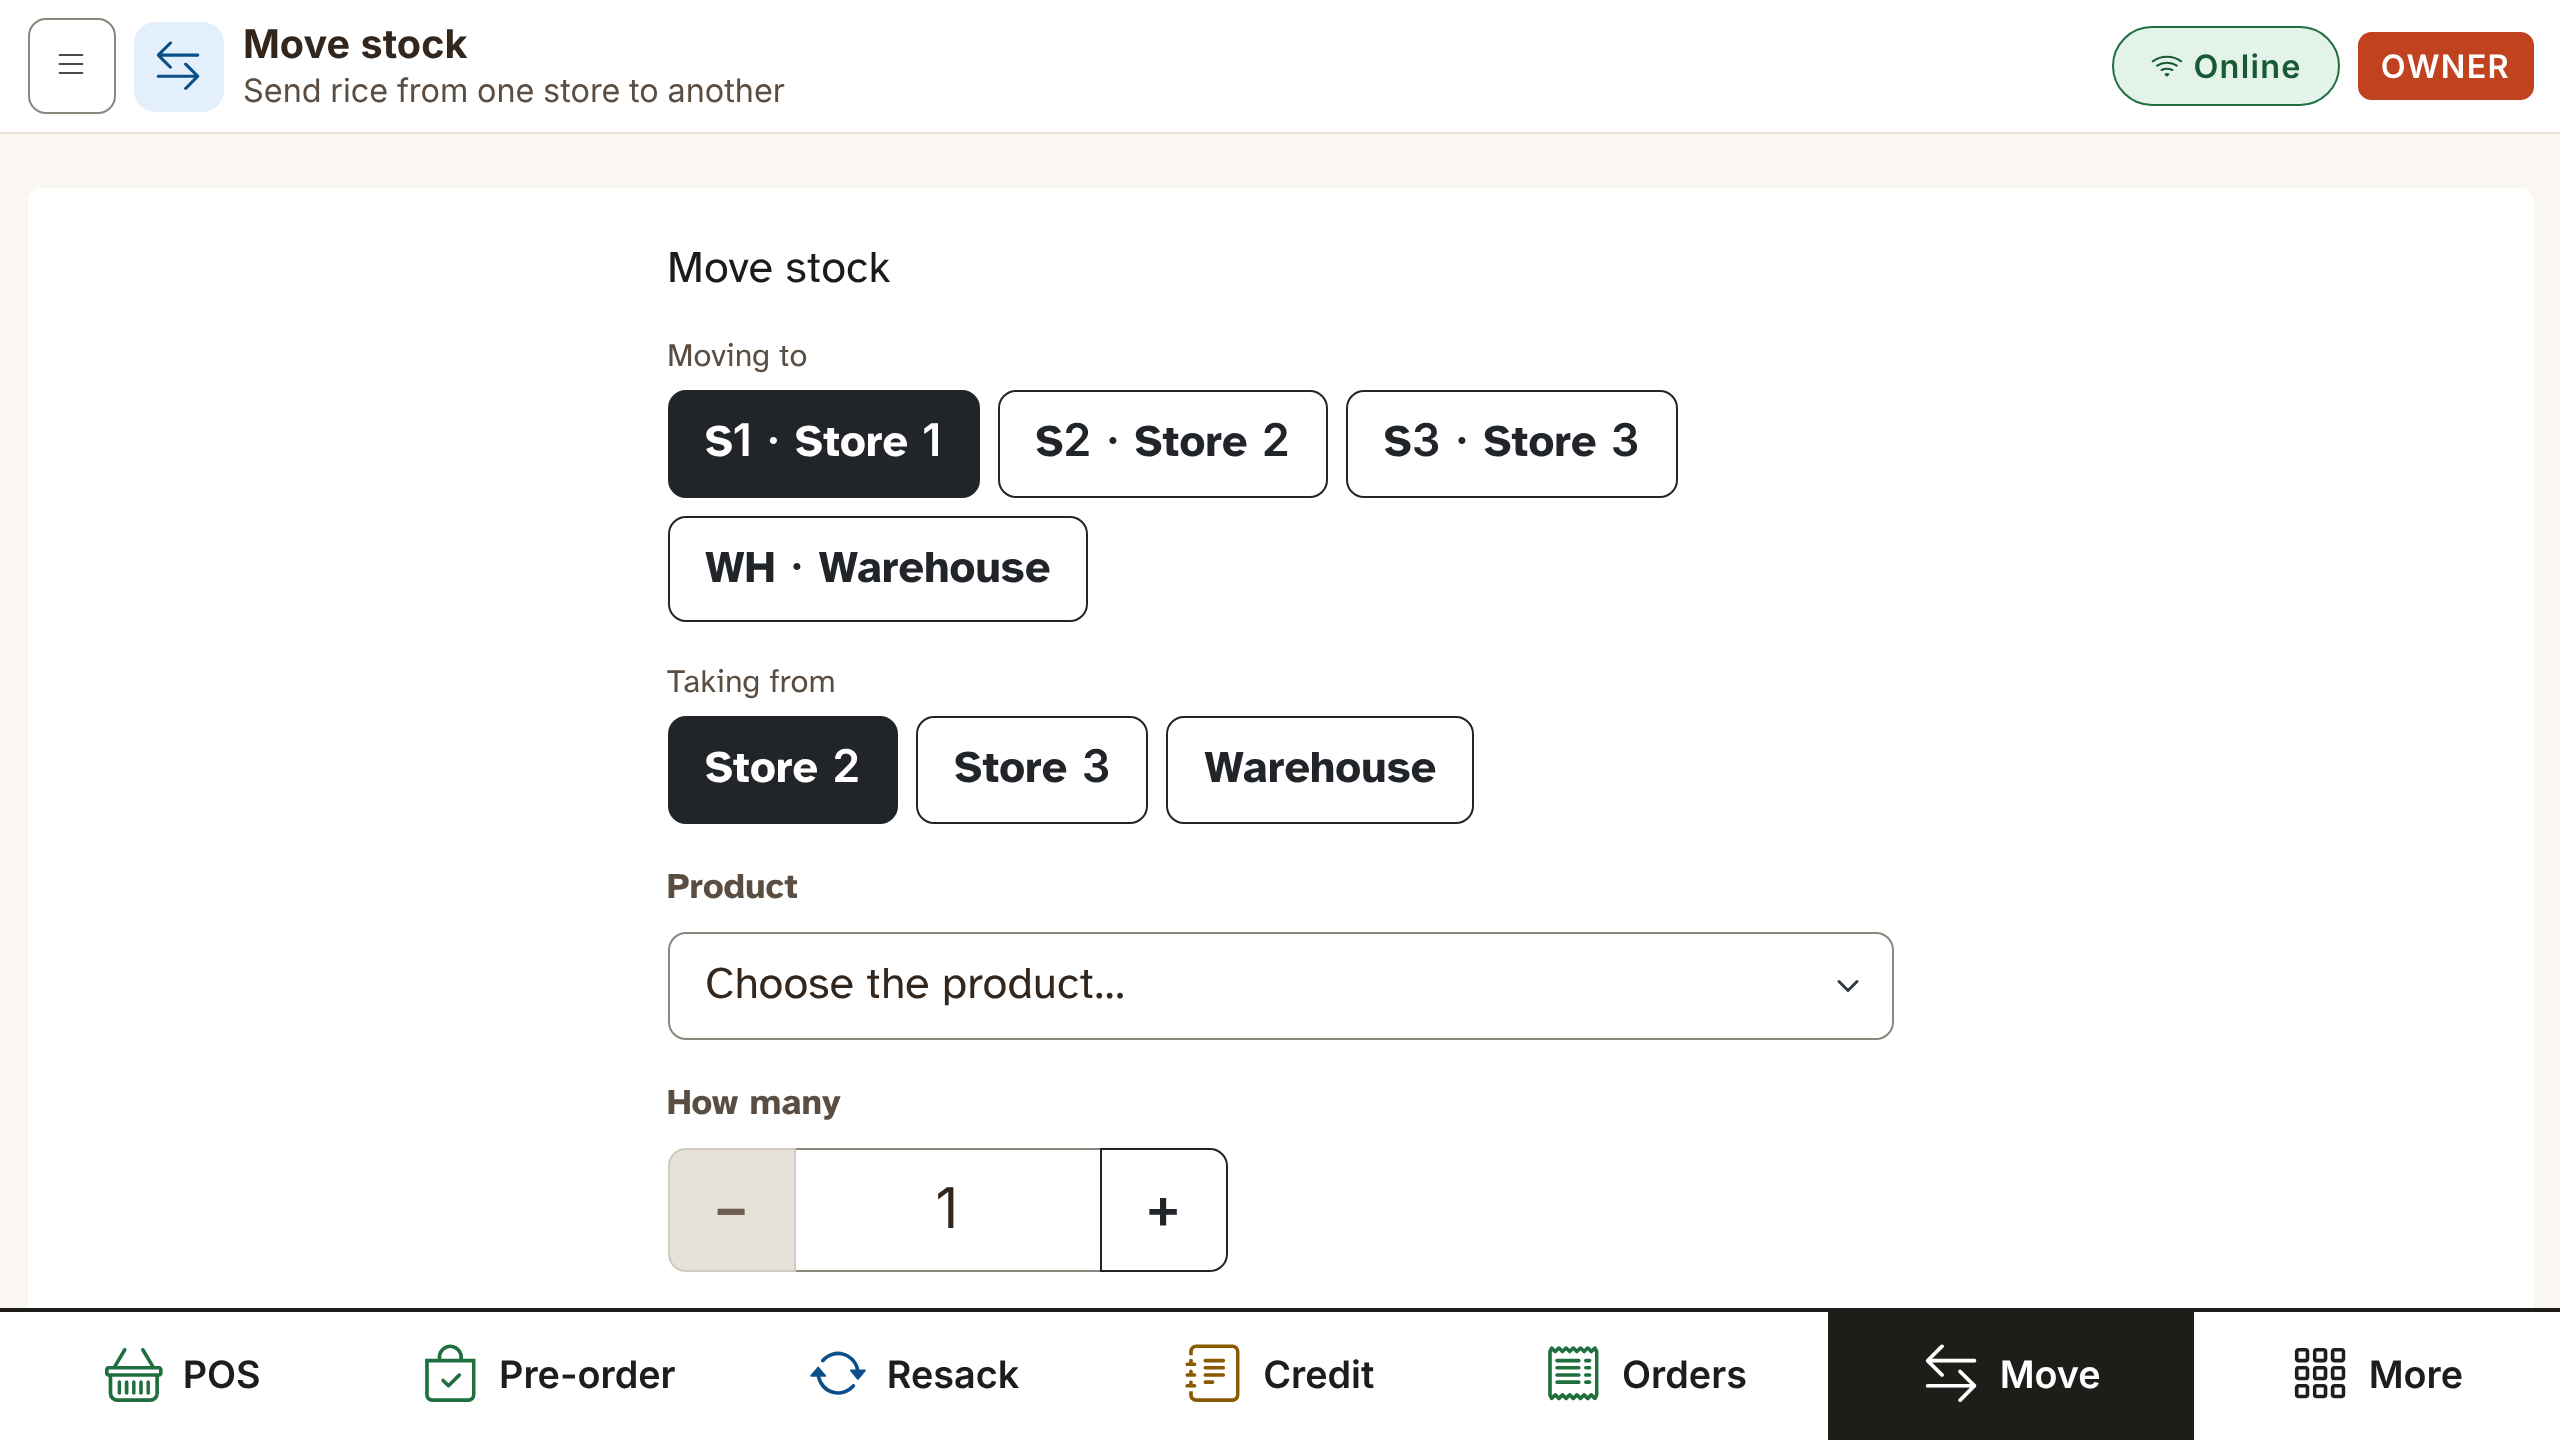 Move stock
Send rice from one store to another
Online
OWNER
Move stock
Moving to
S1 · Store 1
S2 · Store 2
S3 · Store 3
WH · Warehouse
Taking from
Store 2
Store 3
Warehouse
Product
Choose the product...
How many
− 1 +
POS
Pre-order
Resack
Credit
Orders
Move
More